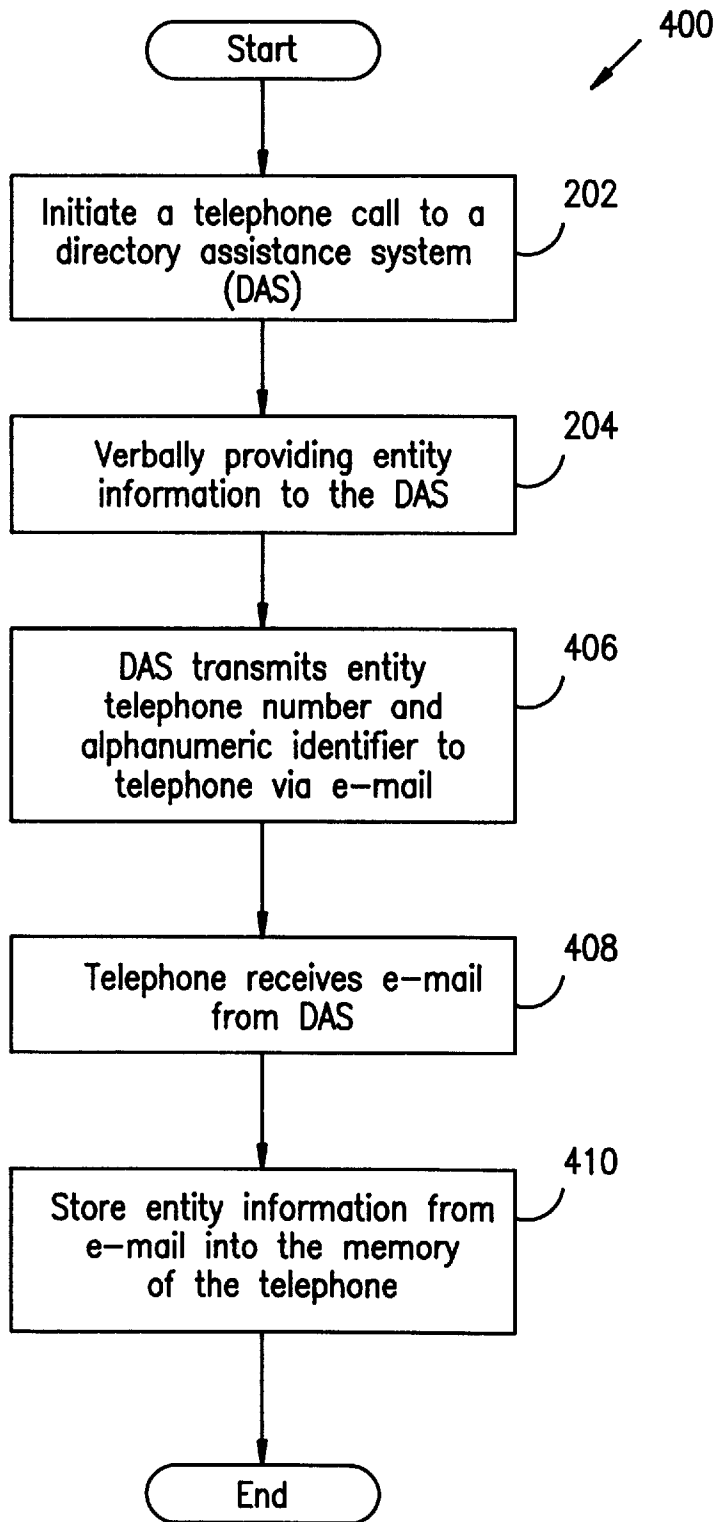 400
Start
Initiate a telephone call to a
directory assistance system
(DAS)
202
Verbally providing entity
information to the DAS
204
DAS transmits entity
telephone number and
alphanumeric identifier to
telephone via e-mail
406
Telephone receives e-mail
from DAS
408
Store entity information from
e-mail into the memory
of the telephone
410
End